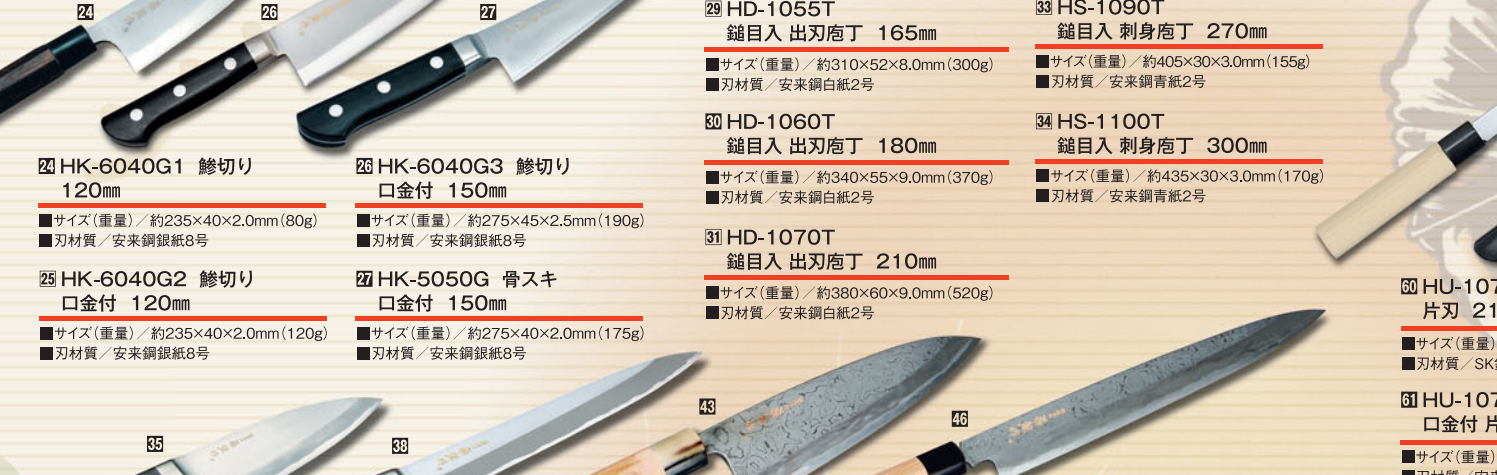 24
26
27
24 HK-6040G1 鯵切り
120㎜
■サイズ(重量)／約235×40×2.0mm(80g)
■刃材質／安来鋼銀紙8号
25 HK-6040G2 鯵切り
口金付 120㎜
■サイズ(重量)／約235×40×2.0mm(120g)
■刃材質／安来鋼銀紙8号
26 HK-6040G3 鯵切り
口金付 150㎜
■サイズ(重量)／約275×45×2.5mm(190g)
■刃材質／安来鋼銀紙8号
27 HK-5050G 骨スキ
口金付 150㎜
■サイズ(重量)／約275×40×2.0mm(175g)
■刃材質／安来鋼銀紙8号
29 HD-1055T
鎚目入 出刃庖丁 165㎜
■サイズ(重量)／約310×52×8.0mm(300g)
■刃材質／安来鋼白紙2号
30 HD-1060T
鎚目入 出刃庖丁 180㎜
■サイズ(重量)／約340×55×9.0mm(370g)
■刃材質／安来鋼白紙2号
31 HD-1070T
鎚目入 出刃庖丁 210㎜
■サイズ(重量)／約380×60×9.0mm(520g)
■刃材質／安来鋼白紙2号
33 HS-1090T
鎚目入 刺身庖丁 270㎜
■サイズ(重量)／約405×30×3.0mm(155g)
■刃材質／安来鋼青紙2号
34 HS-1100T
鎚目入 刺身庖丁 300㎜
■サイズ(重量)／約435×30×3.0mm(170g)
■刃材質／安来鋼青紙2号
60 HU-107
片刃 21
■サイズ(重量)
■刃材質／SK
61 HU-107
口金付 片
■サイズ(重量)
35
38
43
46